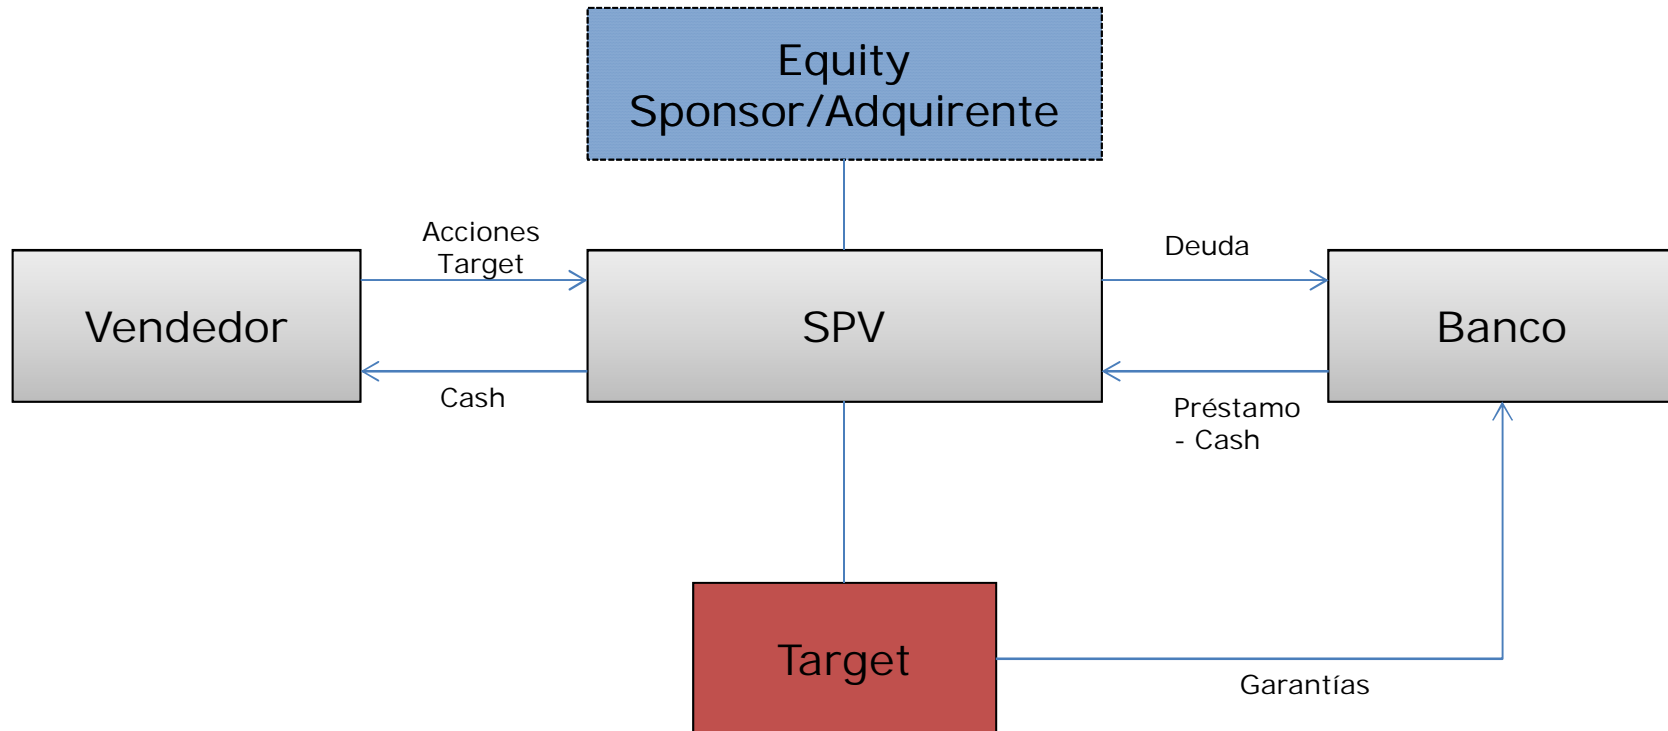 Equity
Sponsor/Adquirente
Acciones
Target
Deuda
Vendedor
SPV
Banco
Cash
Préstamo
- Cash
Target
Garantías